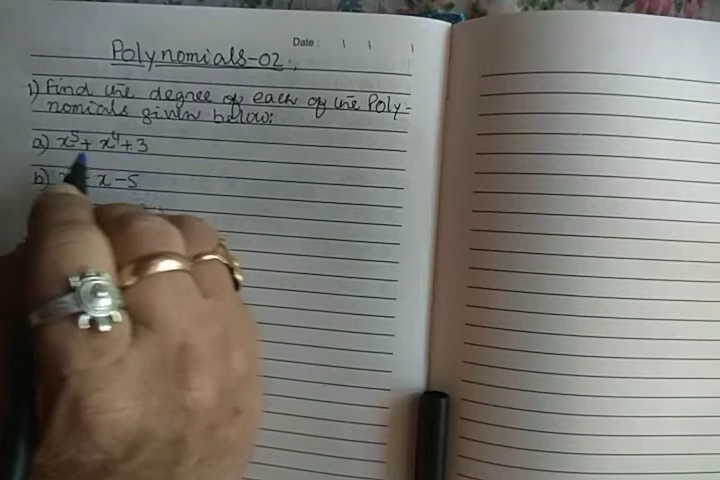 Date :
Polynomials-02.
1) Find the degree of each of the Poly-
nomials given below:
a) x⁵ + x⁴ + 3
b) x - 5